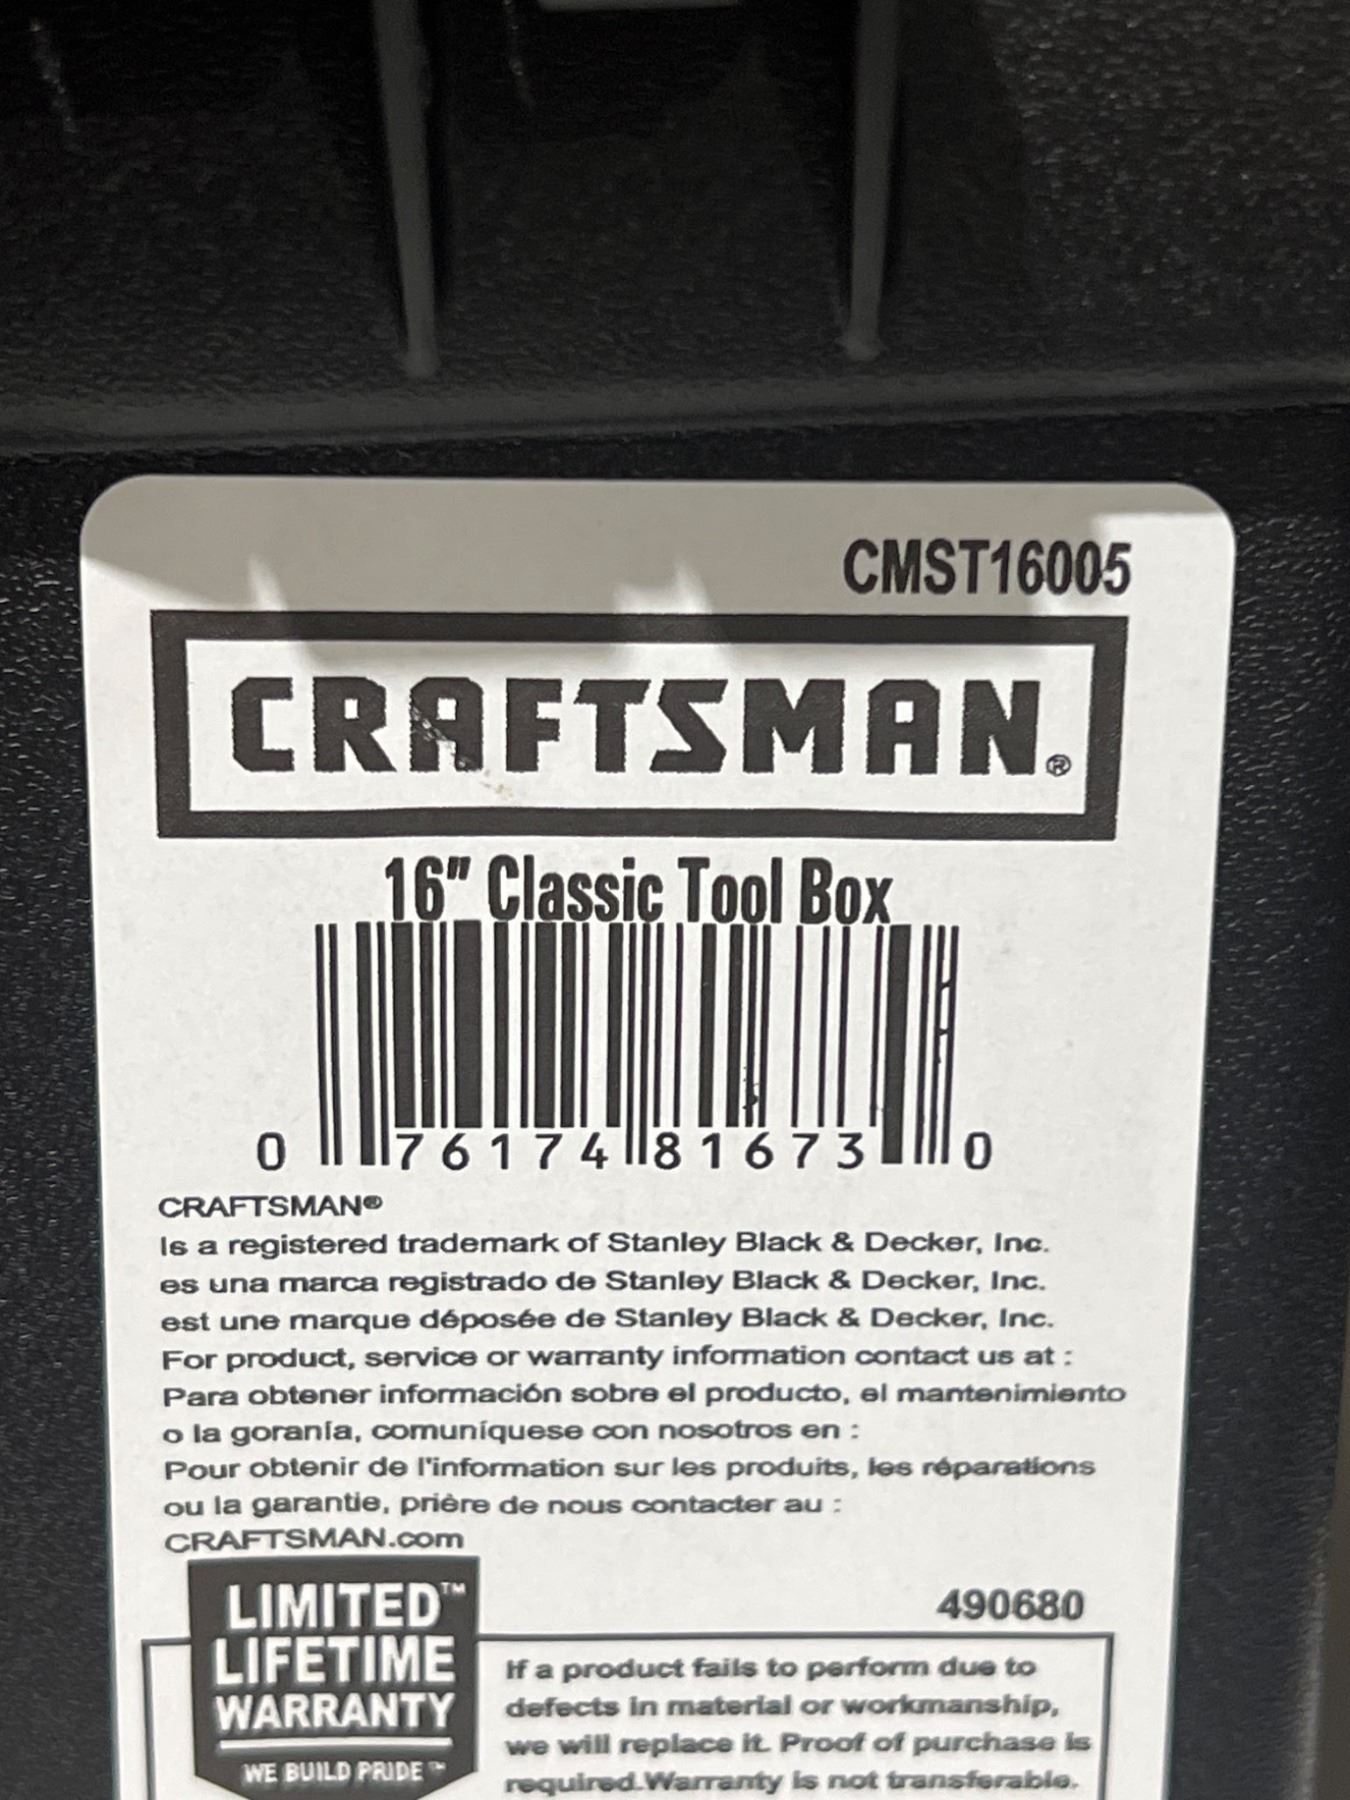 CMST16005
CRAFTSMAN®
16" Classic Tool Box
0 76174 81673 0
CRAFTSMAN®
Is a registered trademark of Stanley Black & Decker, Inc.
es una marca registrado de Stanley Black & Decker, Inc.
est une marque déposée de Stanley Black & Decker, Inc.
For product, service or warranty information contact us at :
Para obtener información sobre el producto, el mantenimiento
o la goranía, comuníquese con nosotros en :
Pour obtenir de l'information sur les produits, les réparations
ou la garantie, prière de nous contacter au :
CRAFTSMAN.com
490680
LIMITED™
LIFETIME
WARRANTY
WE BUILD PRIDE™
If a product fails to perform due to
defects in material or workmanship,
we will replace it. Proof of purchase is
required.Warranty is not transferable.